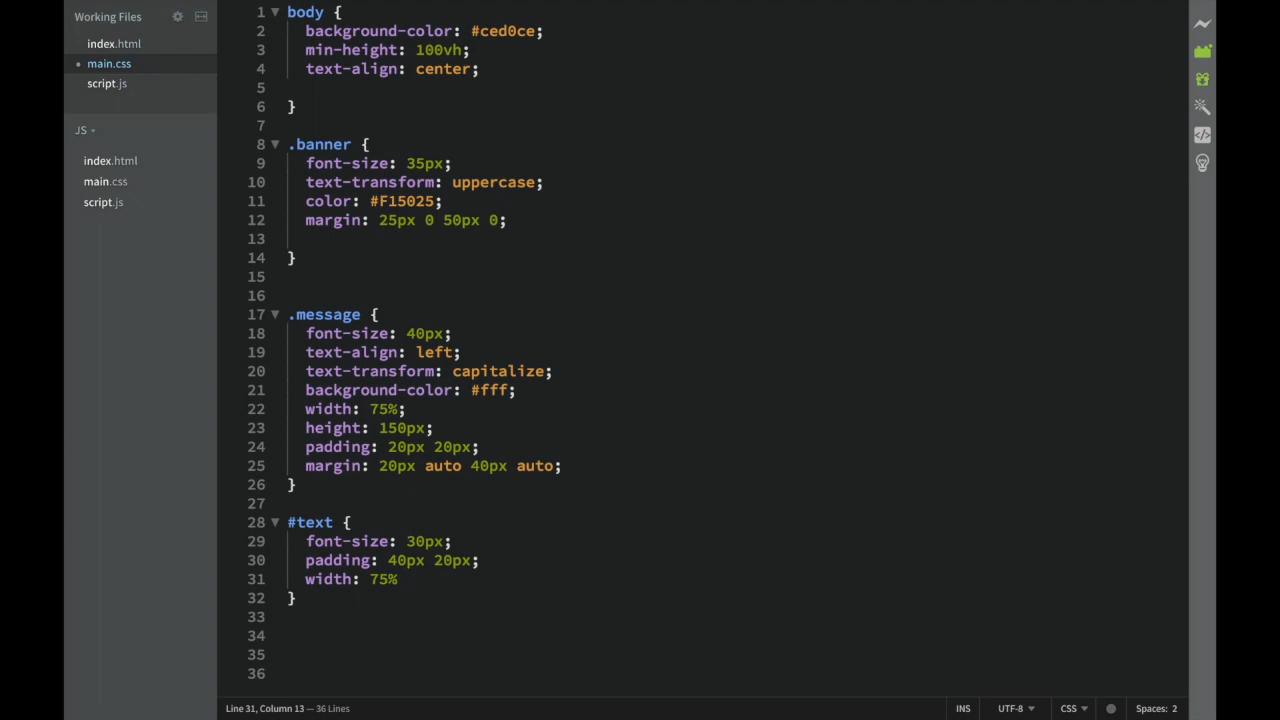 Working Files
index.html
main.css
script.js
JS
index.html
main.css
script.js
1 body {
2 background-color: #ced0ce;
3 min-height: 100vh;
4 text-align: center;
5
6 }
7
8 .banner {
9 font-size: 35px;
10 text-transform: uppercase;
11 color: #F15025;
12 margin: 25px 0 50px 0;
13
14 }
15
16
17 .message {
18 font-size: 40px;
19 text-align: left;
20 text-transform: capitalize;
21 background-color: #fff;
22 width: 75%;
23 height: 150px;
24 padding: 20px 20px;
25 margin: 20px auto 40px auto;
26 }
27
28 #text {
29 font-size: 30px;
30 padding: 40px 20px;
31 width: 75%
32 }
33
34
35
36
Line 31, Column 13 — 36 Lines INS UTF-8 CSS Spaces: 2